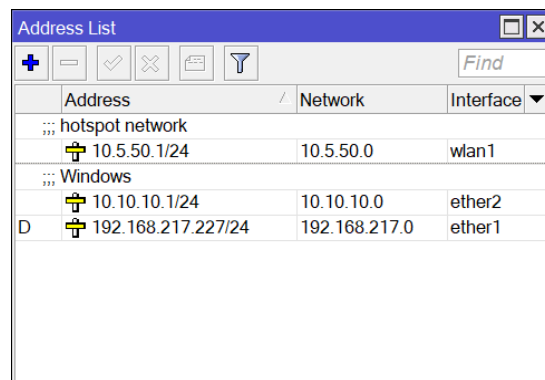 Address List
Find
Address Network Interface
;;; hotspot network
10.5.50.1/24 10.5.50.0 wlan1
;;; Windows
10.10.10.1/24 10.10.10.0 ether2
D 192.168.217.227/24 192.168.217.0 ether1